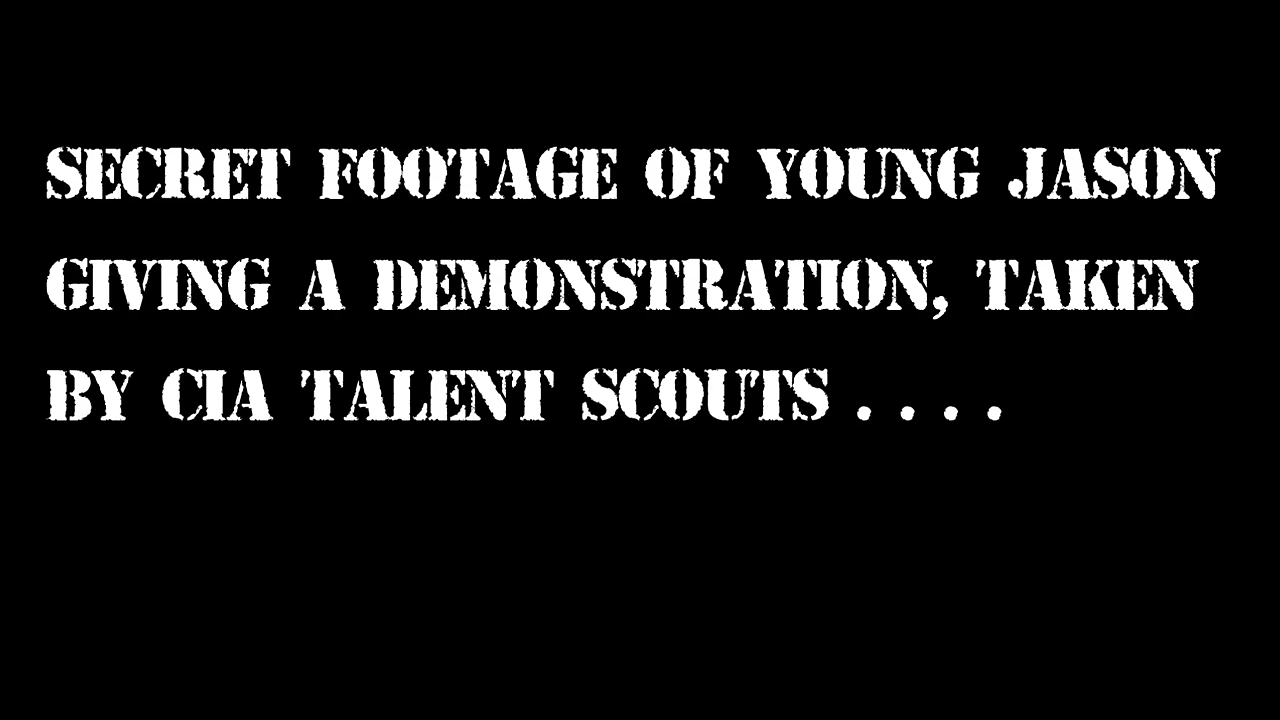 SECRET FOOTAGE OF YOUNG JASON
GIVING A DEMONSTRATION, TAKEN
BY CIA TALENT SCOUTS . . . .